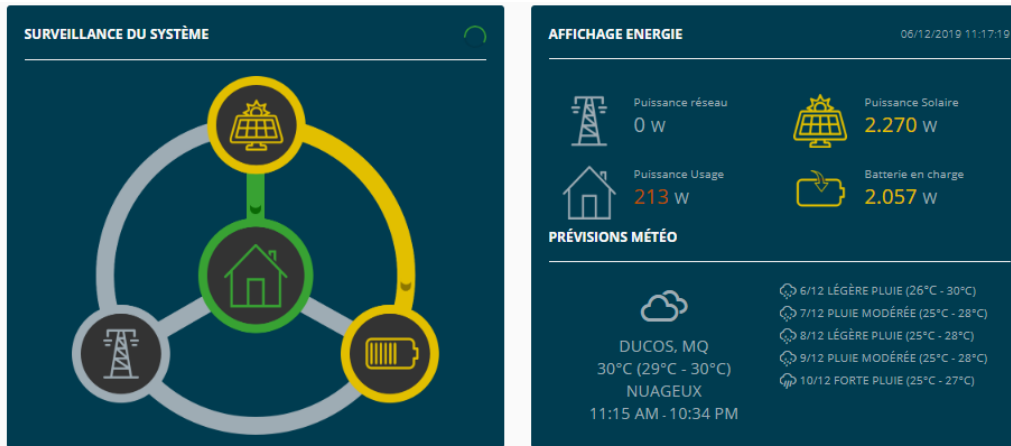 SURVEILLANCE DU SYSTÈME
AFFICHAGE ENERGIE
06/12/2019 11:17:19
Puissance réseau
0 W
Puissance Solaire
2.270 W
Puissance Usage
213 W
Batterie en charge
2.057 W
PRÉVISIONS MÉTÉO
DUCOS, MQ
30°C (29°C - 30°C)
NUAGEUX
11:15 AM - 10:34 PM
6/12 LÉGÈRE PLUIE (26°C - 30°C)
7/12 PLUIE MODÉRÉE (25°C - 28°C)
8/12 LÉGÈRE PLUIE (25°C - 28°C)
9/12 PLUIE MODÉRÉE (25°C - 28°C)
10/12 FORTE PLUIE (25°C - 27°C)